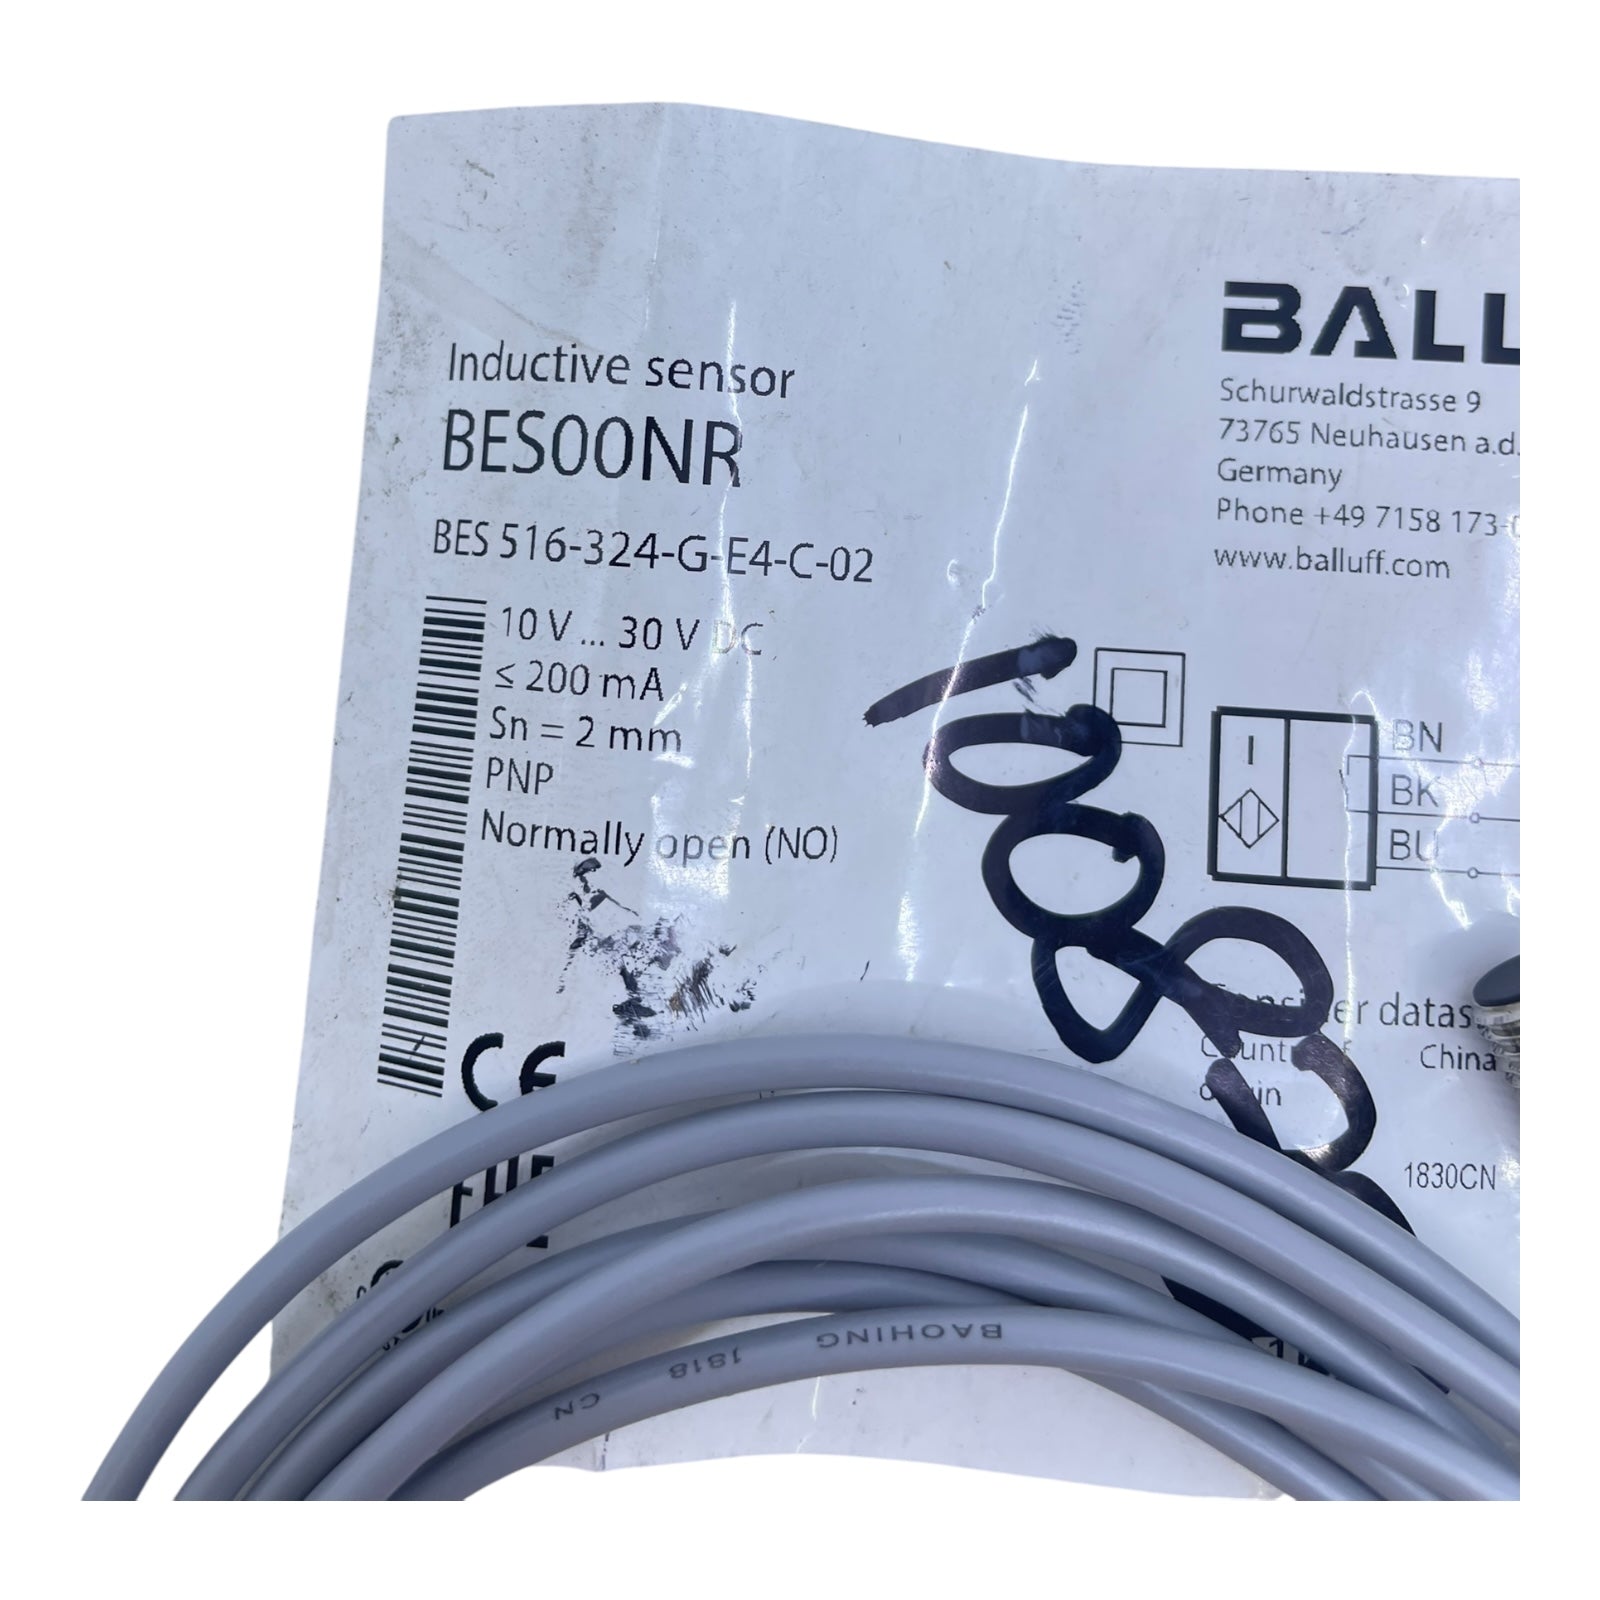 Inductive sensor
BES00NR
BES 516-324-G-E4-C-02
10 V ... 30 V DC
≤ 200 mA
Sn = 2 mm
PNP
Normally open (NO)
CE
BALL
Schurwaldstrasse 9
73765 Neuhausen a.d.
Germany
Phone +49 7158 173-
www.balluff.com
BN
BK
BU
China
1830CN
BAOHING 1818 CN